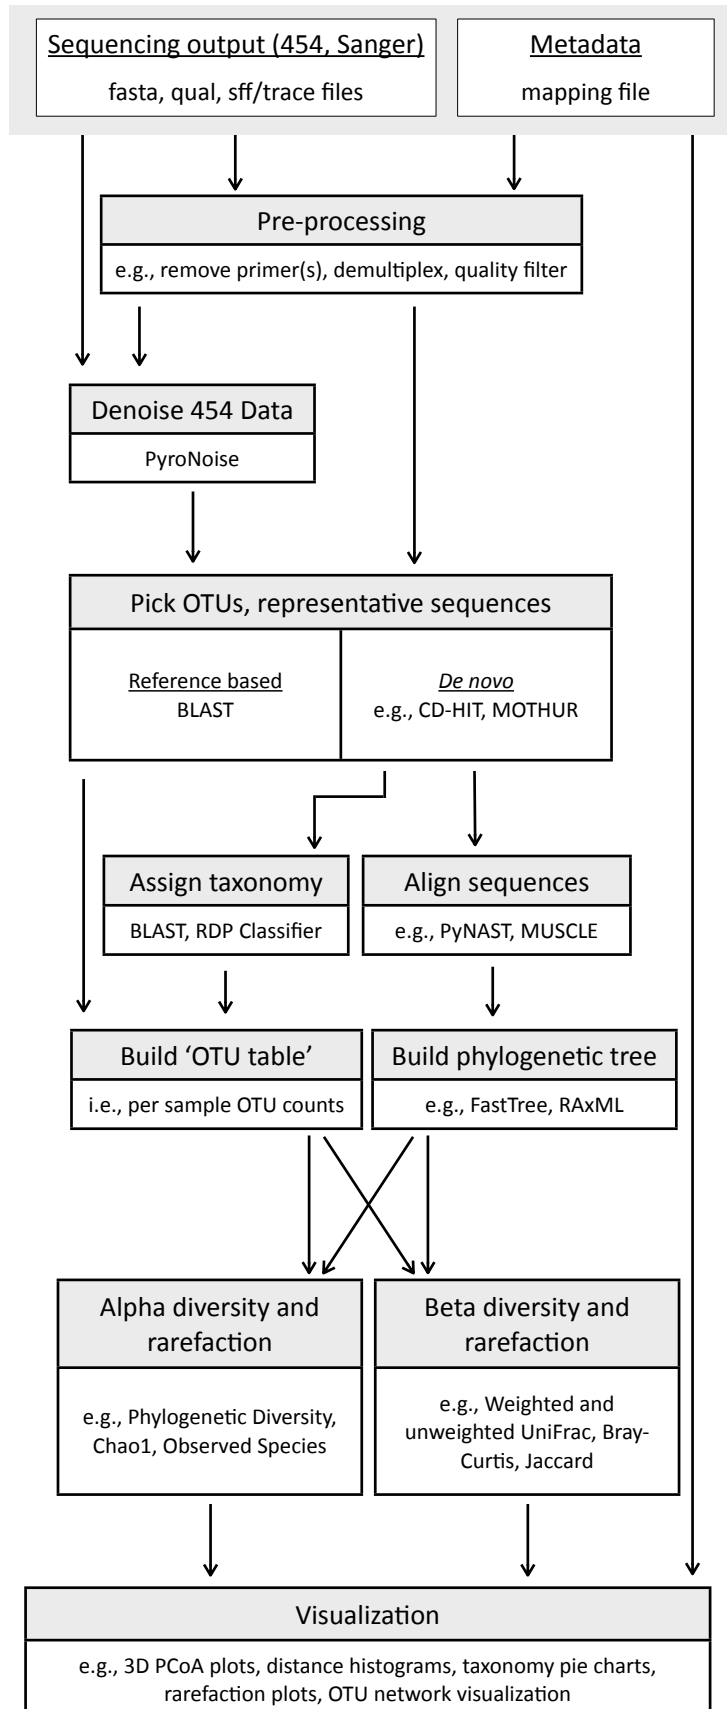 Sequencing output (454, Sanger)
fasta, qual, sff/trace files
Metadata
mapping file
Pre-processing
e.g., remove primer(s), demultiplex, quality filter
Denoise 454 Data
PyroNoise
Pick OTUs, representative sequences
Reference based
BLAST
De novo
e.g., CD-HIT, MOTHUR
Assign taxonomy
BLAST, RDP Classifier
Align sequences
e.g., PyNAST, MUSCLE
Build ‘OTU table’
i.e., per sample OTU counts
Build phylogenetic tree
e.g., FastTree, RAxML
Alpha diversity and
rarefaction
e.g., Phylogenetic Diversity,
Chao1, Observed Species
Beta diversity and
rarefaction
e.g., Weighted and
unweighted UniFrac, Bray-
Curtis, Jaccard
Visualization
e.g., 3D PCoA plots, distance histograms, taxonomy pie charts,
rarefaction plots, OTU network visualization